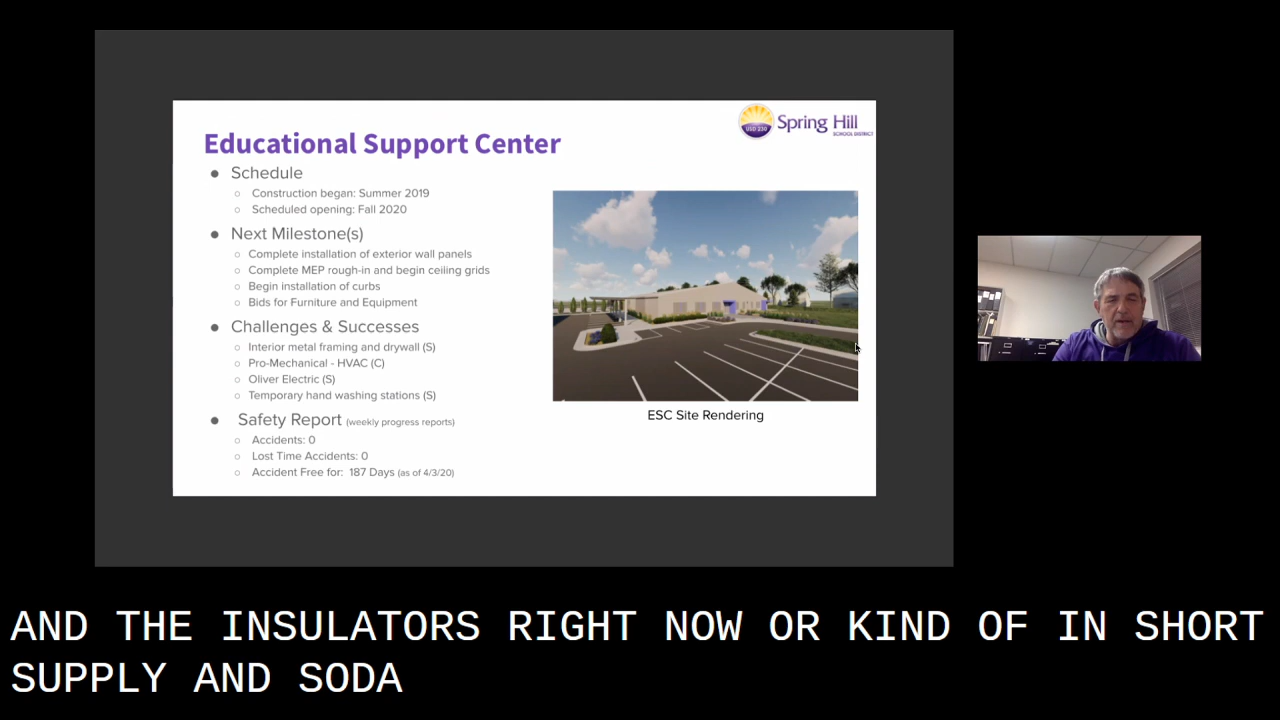 USD 230
Spring Hill
SCHOOL DISTRICT
Educational Support Center
● Schedule
○ Construction began: Summer 2019
○ Scheduled opening: Fall 2020
● Next Milestone(s)
○ Complete installation of exterior wall panels
○ Complete MEP rough-in and begin ceiling grids
○ Begin installation of curbs
○ Bids for Furniture and Equipment
● Challenges & Successes
○ Interior metal framing and drywall (S)
○ Pro-Mechanical - HVAC (C)
○ Oliver Electric (S)
○ Temporary hand washing stations (S)
● Safety Report (weekly progress reports)
○ Accidents: 0
○ Lost Time Accidents: 0
○ Accident Free for: 187 Days (as of 4/3/20)
ESC Site Rendering
AND THE INSULATORS RIGHT NOW OR KIND OF IN SHORT
SUPPLY AND SODA